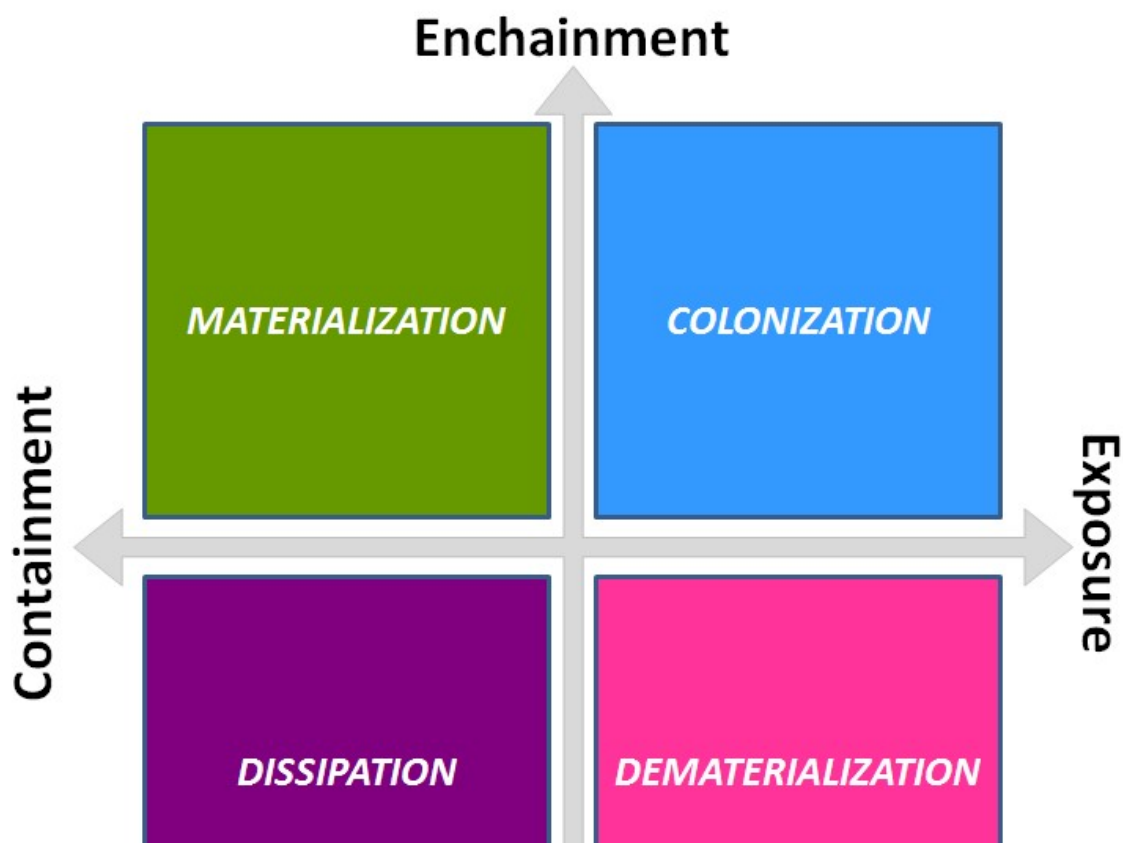 Enchainment
MATERIALIZATION
COLONIZATION
Containment
Exposure
DISSIPATION
DEMATERIALIZATION